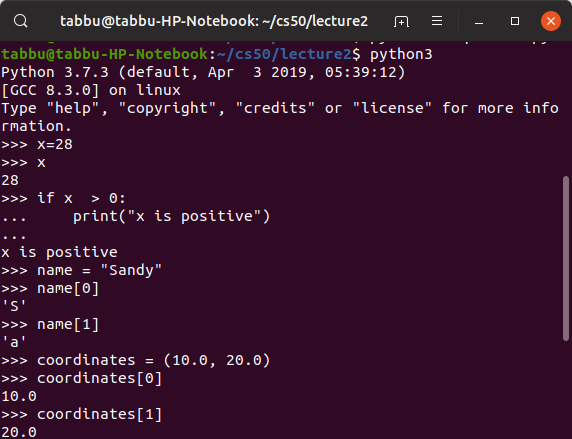 tabbu@tabbu-HP-Notebook: ~/cs50/lecture2
tabbu@tabbu-HP-Notebook:~/cs50/lecture2$ python3
Python 3.7.3 (default, Apr  3 2019, 05:39:12)
[GCC 8.3.0] on linux
Type "help", "copyright", "credits" or "license" for more info
rmation.
>>> x=28
>>> x
28
>>> if x  > 0:
...     print("x is positive")
...
x is positive
>>> name = "Sandy"
>>> name[0]
'S'
>>> name[1]
'a'
>>> coordinates = (10.0, 20.0)
>>> coordinates[0]
10.0
>>> coordinates[1]
20.0